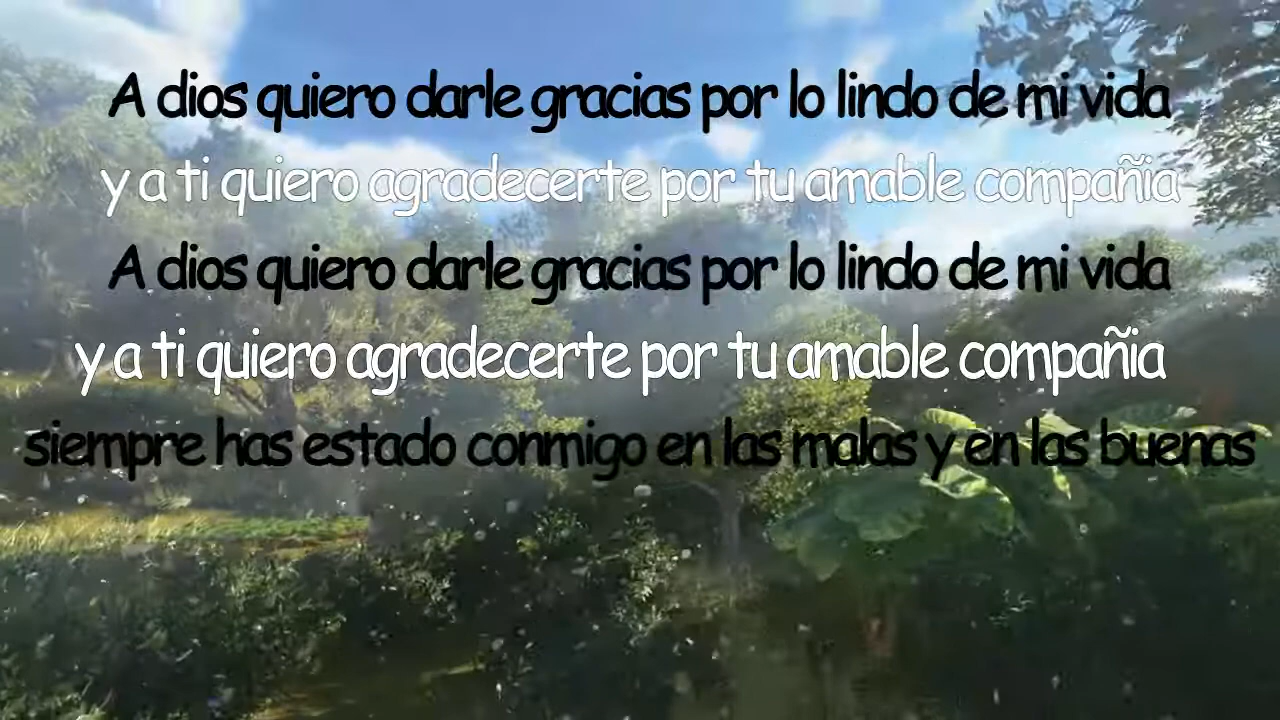 A dios quiero darle gracias por lo lindo de mi vida
y a ti quiero agradecerte por tu amable compañia
A dios quiero darle gracias por lo lindo de mi vida
y a ti quiero agradecerte por tu amable compañia
siempre has estado conmigo en las malas y en las buenas